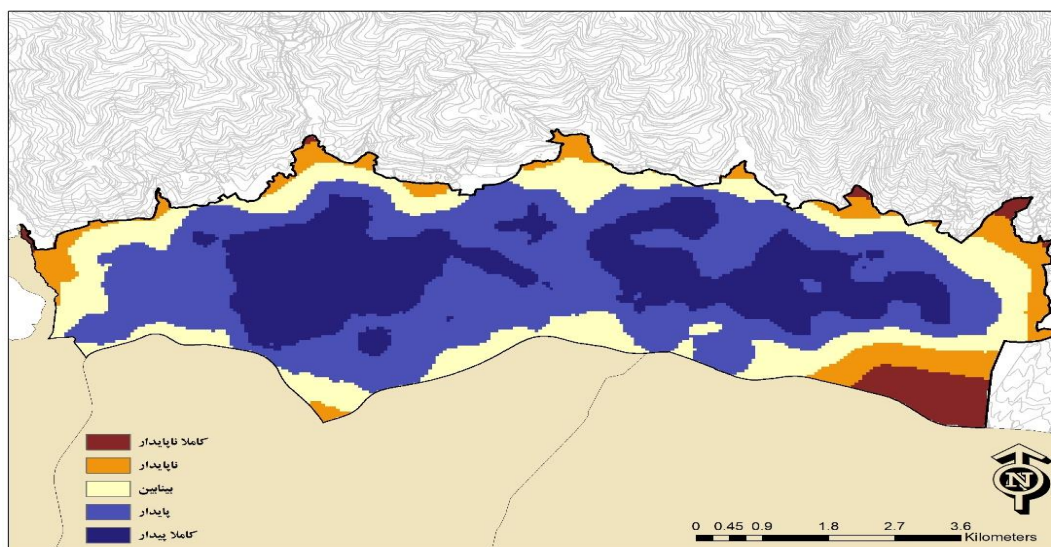 کاملا ناپایدار
ناپایدار
بینابین
پایدار
کاملا پیدار
N
0 0.45 0.9 1.8 2.7 3.6
Kilometers